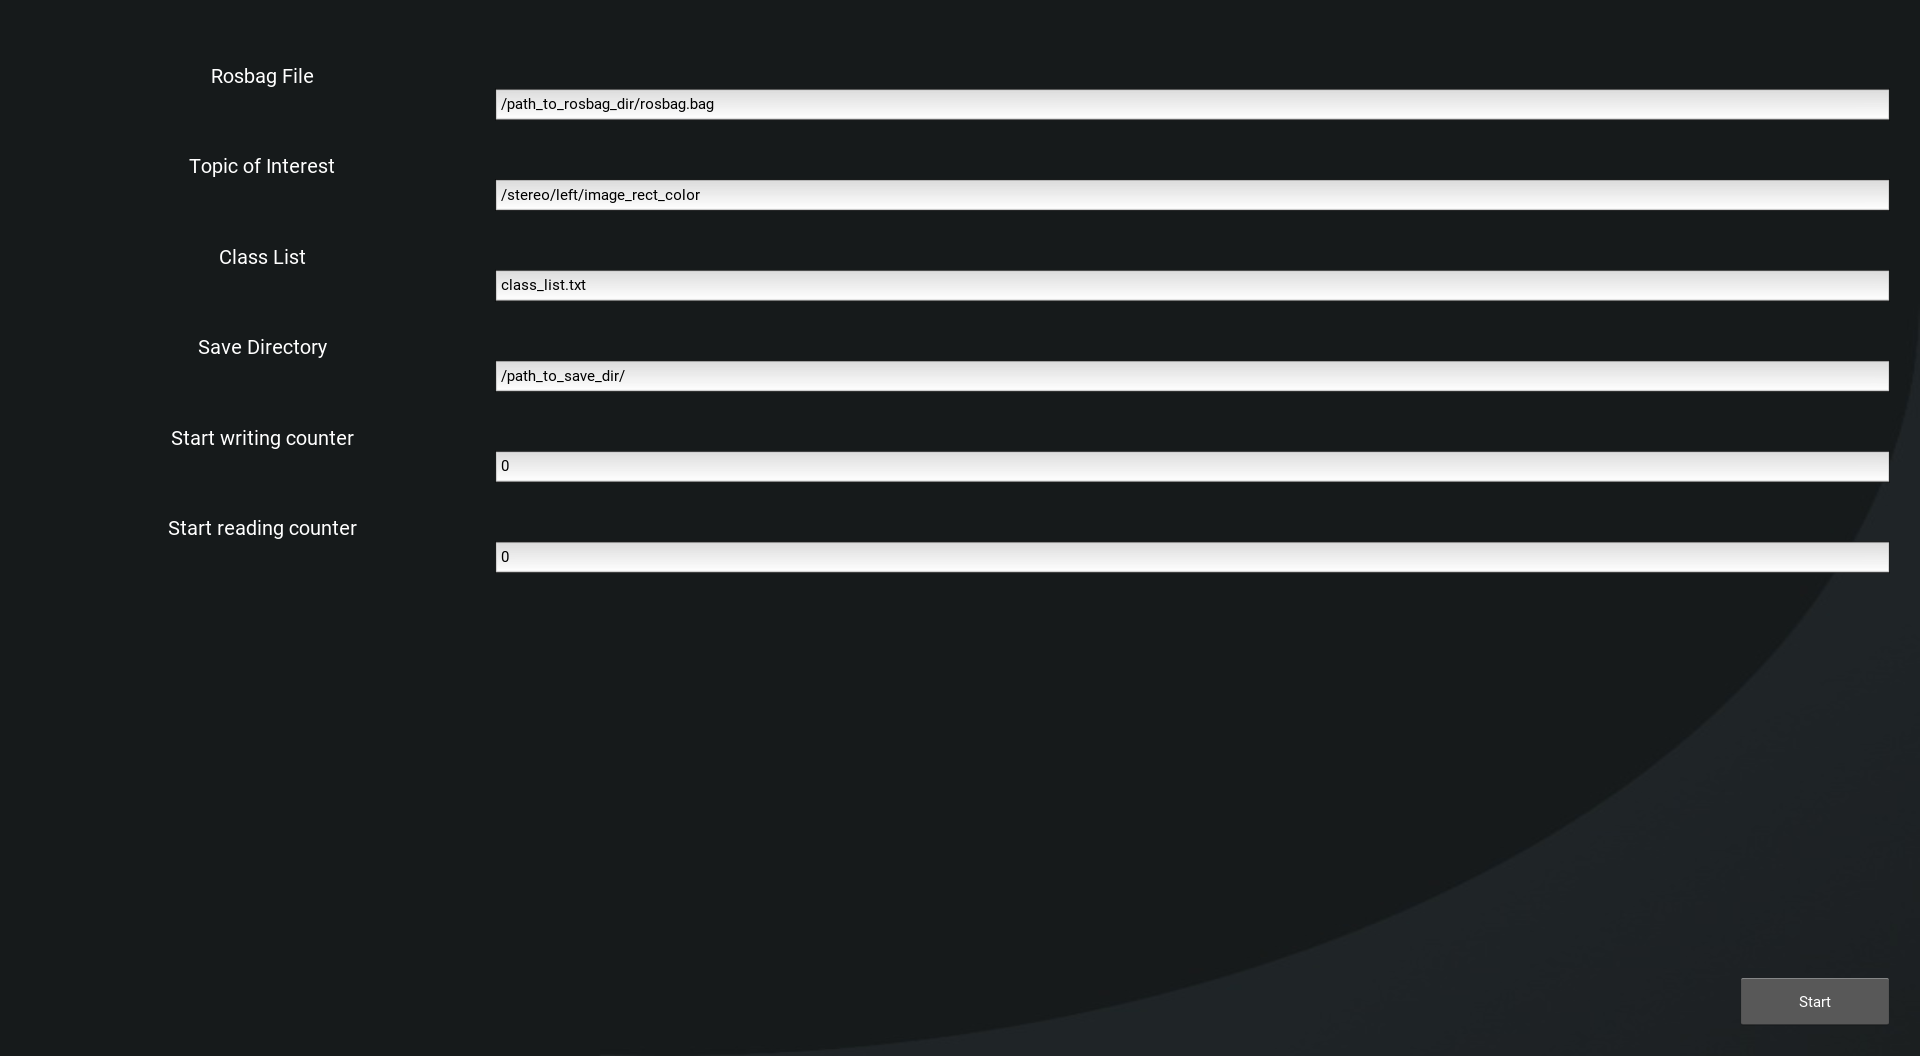 Rosbag File
/path_to_rosbag_dir/rosbag.bag
Topic of Interest
/stereo/left/image_rect_color
Class List
class_list.txt
Save Directory
/path_to_save_dir/
Start writing counter
0
Start reading counter
0
Start